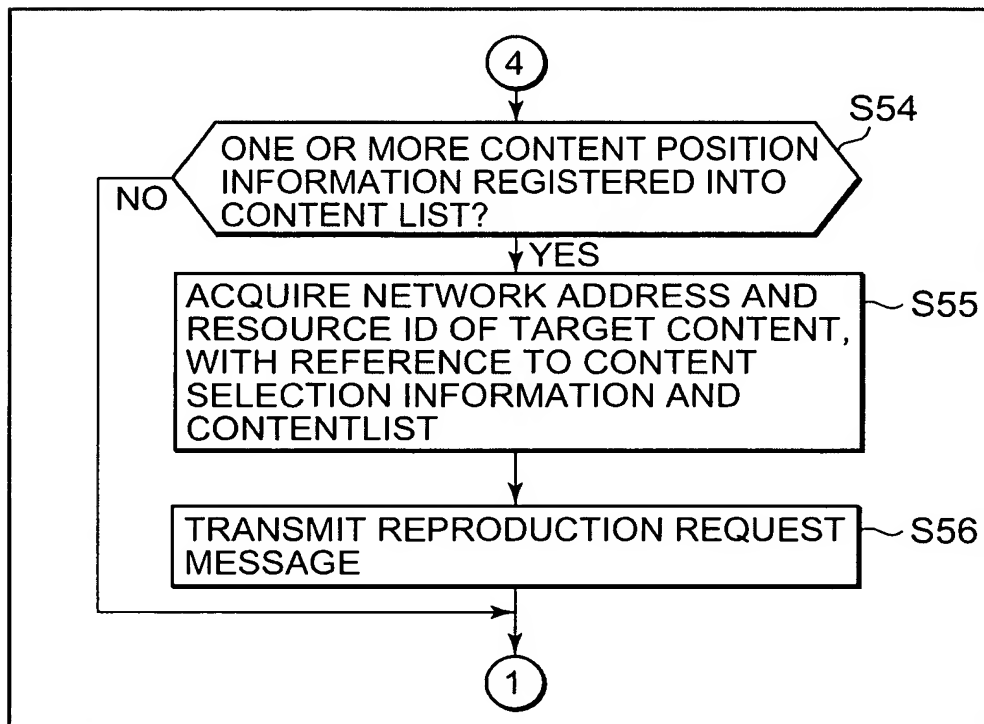 4
S54
ONE OR MORE CONTENT POSITION
INFORMATION REGISTERED INTO
CONTENT LIST?
NO
YES
ACQUIRE NETWORK ADDRESS AND
RESOURCE ID OF TARGET CONTENT,
WITH REFERENCE TO CONTENT
SELECTION INFORMATION AND
CONTENTLIST
S55
TRANSMIT REPRODUCTION REQUEST
MESSAGE
S56
1